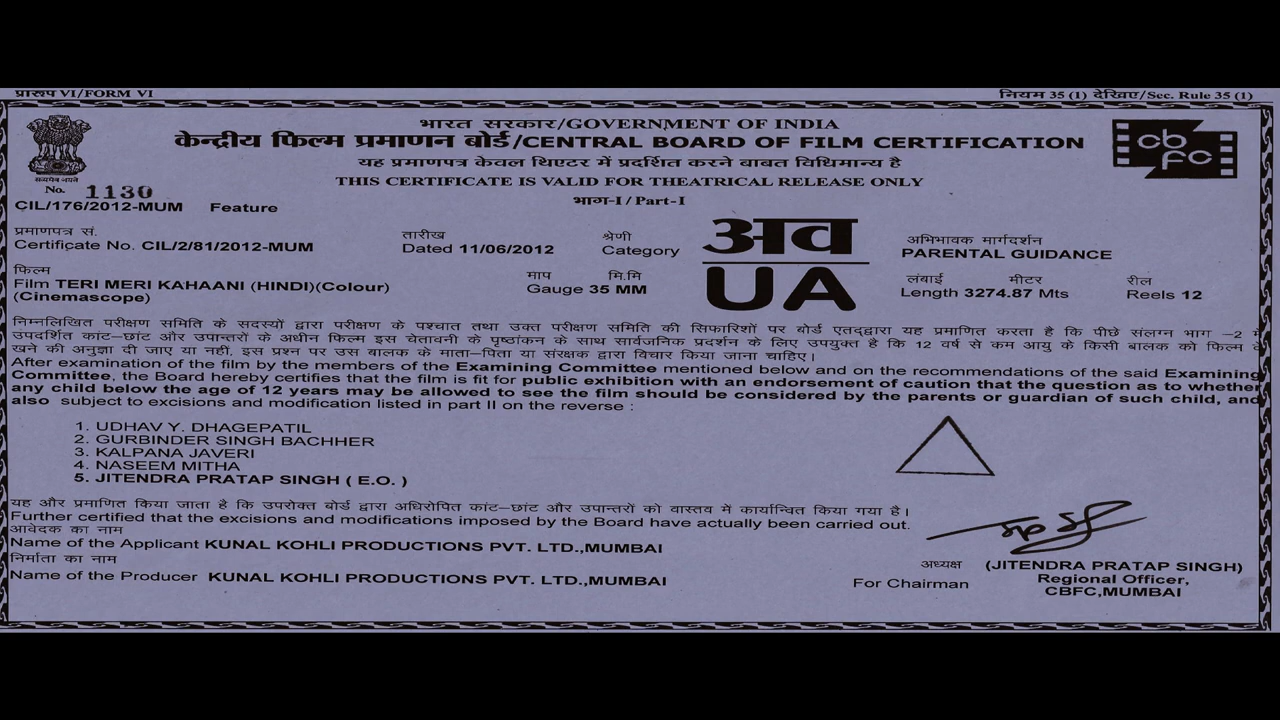 प्रारूप VI/FORM VI
नियम 35 (1) देखिए/Sec. Rule 35 (1)
भारत सरकार/GOVERNMENT OF INDIA
केन्द्रीय फिल्म प्रमाणन बोर्ड/CENTRAL BOARD OF FILM CERTIFICATION
cb
fc
यह प्रमाणपत्र केवल थिएटर में प्रदर्शित करने बाबत विधिमान्य है
सत्यमेव जयते
THIS CERTIFICATE IS VALID FOR THEATRICAL RELEASE ONLY
No. 1130
भाग-I / Part-I
CIL/176/2012-MUM Feature
प्रमाणपत्र सं. तारीख श्रेणी अव अभिभावक मार्गदर्शन
Certificate No. CIL/2/81/2012-MUM Dated 11/06/2012 Category PARENTAL GUIDANCE
फिल्म माप मि.मि UA लंबाई मीटर रील
Film TERI MERI KAHAANI (HINDI)(Colour) Gauge 35 MM Length 3274.87 Mts Reels 12
(Cinemascope)
निम्नलिखित परीक्षण समिति के सदस्यों द्वारा परीक्षण के पश्चात तथा उक्त परीक्षण समिति की सिफारिशों पर बोर्ड एतद्द्वारा यह प्रमाणित करता है कि पीछे संलग्न भाग -2 में
उपदर्शित कांट-छांट और उपान्तरों के अधीन फिल्म इस चेतावनी के पृष्ठांकन के साथ सार्वजनिक प्रदर्शन के लिए उपयुक्त है कि 12 वर्ष से कम आयु के किसी बालक को फिल्म दे
खने की अनुज्ञा दी जाए या नहीं, इस प्रश्न पर उस बालक के माता-पिता या संरक्षक द्वारा विचार किया जाना चाहिए।
After examination of the film by the members of the Examining Committee mentioned below and on the recommendations of the said Examining
Committee, the Board hereby certifies that the film is fit for public exhibition with an endorsement of caution that the question as to whether
any child below the age of 12 years may be allowed to see the film should be considered by the parents or guardian of such child, and
also subject to excisions and modification listed in part II on the reverse :
1. UDHAV Y. DHAGEPATIL
2. GURBINDER SINGH BACHHER
3. KALPANA JAVERI
4. NASEEM MITHA
5. JITENDRA PRATAP SINGH ( E.O. )
यह और प्रमाणित किया जाता है कि उपरोक्त बोर्ड द्वारा अधिरोपित कांट-छांट और उपान्तरों को वास्तव में कार्यान्वित किया गया है।
Further certified that the excisions and modifications imposed by the Board have actually been carried out.
आवेदक का नाम
Name of the Applicant KUNAL KOHLI PRODUCTIONS PVT. LTD.,MUMBAI
निर्माता का नाम
Name of the Producer KUNAL KOHLI PRODUCTIONS PVT. LTD.,MUMBAI
अध्यक्ष (JITENDRA PRATAP SINGH)
For Chairman Regional Officer,
CBFC,MUMBAI